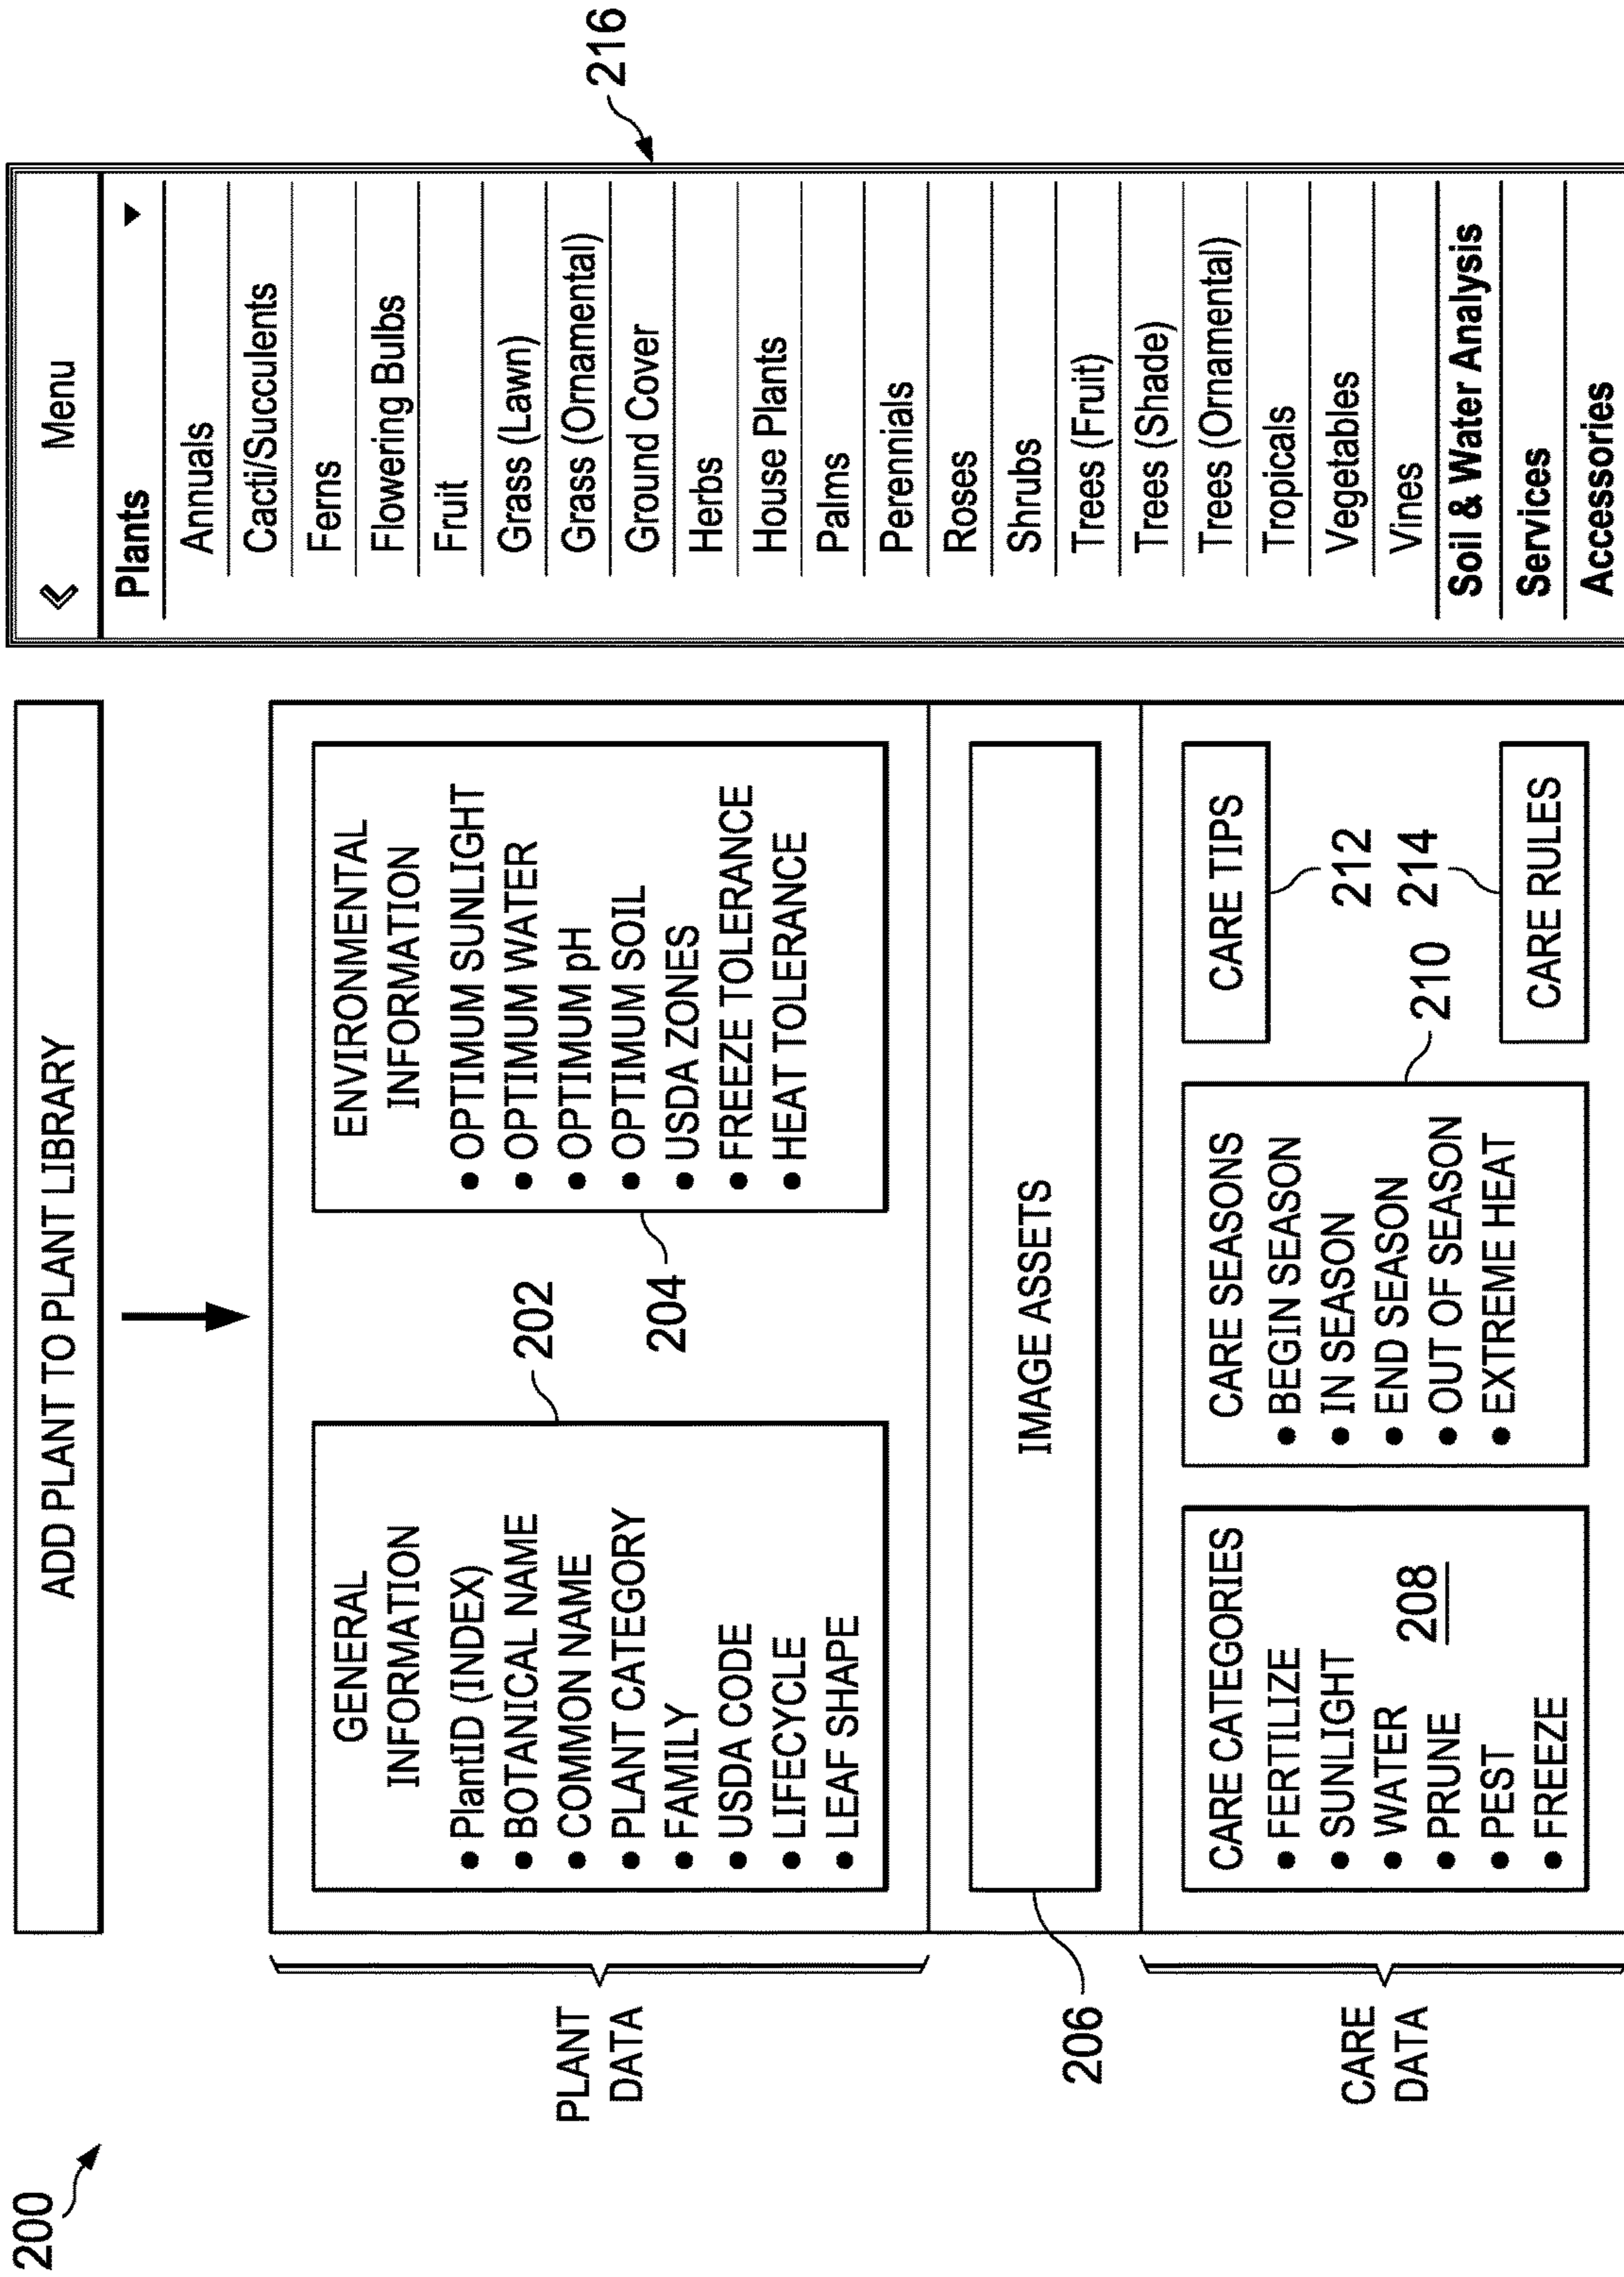 200
ADD PLANT TO PLANT LIBRARY
PLANT
DATA
GENERAL
INFORMATION
• PlantID (INDEX)
• BOTANICAL NAME
• COMMON NAME
• PLANT CATEGORY
• FAMILY
• USDA CODE
• LIFECYCLE
• LEAF SHAPE
202
204
ENVIRONMENTAL
INFORMATION
• OPTIMUM SUNLIGHT
• OPTIMUM WATER
• OPTIMUM pH
• OPTIMUM SOIL
• USDA ZONES
• FREEZE TOLERANCE
• HEAT TOLERANCE
206
IMAGE ASSETS
CARE
DATA
CARE CATEGORIES
• FERTILIZE
• SUNLIGHT
• WATER
• PRUNE
• PEST
• FREEZE
208
CARE SEASONS
• BEGIN SEASON
• IN SEASON
• END SEASON
• OUT OF SEASON
• EXTREME HEAT
210
CARE TIPS
212
214
CARE RULES
Menu
Plants
Annuals
Cacti/Succulents
Ferns
Flowering Bulbs
Fruit
Grass (Lawn)
Grass (Ornamental)
Ground Cover
Herbs
House Plants
Palms
Perennials
Roses
Shrubs
Trees (Fruit)
Trees (Shade)
Trees (Ornamental)
Tropicals
Vegetables
Vines
Soil & Water Analysis
Services
Accessories
216